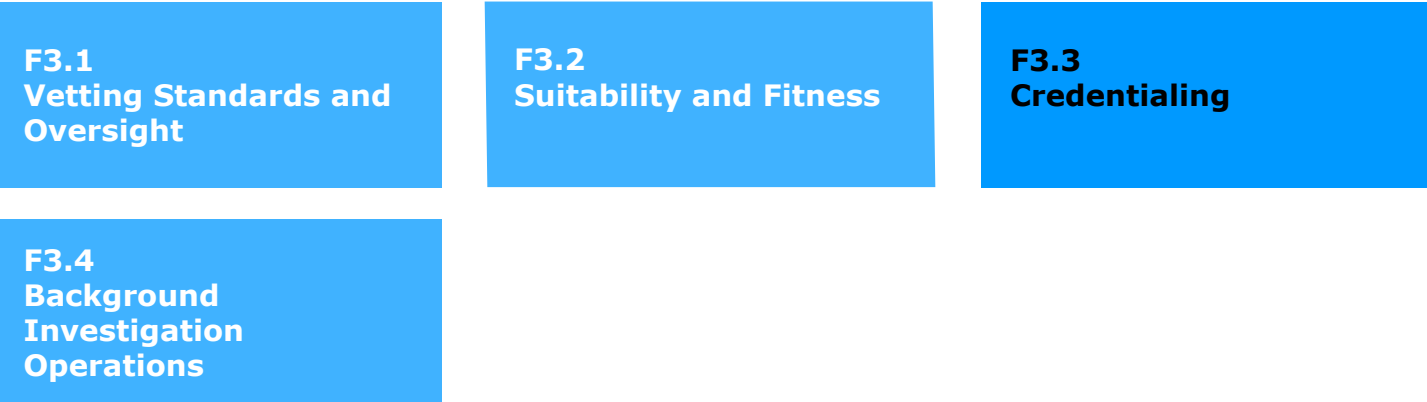 F3.1
Vetting Standards and
Oversight
F3.2
Suitability and Fitness
F3.3
Credentialing
F3.4
Background
Investigation
Operations